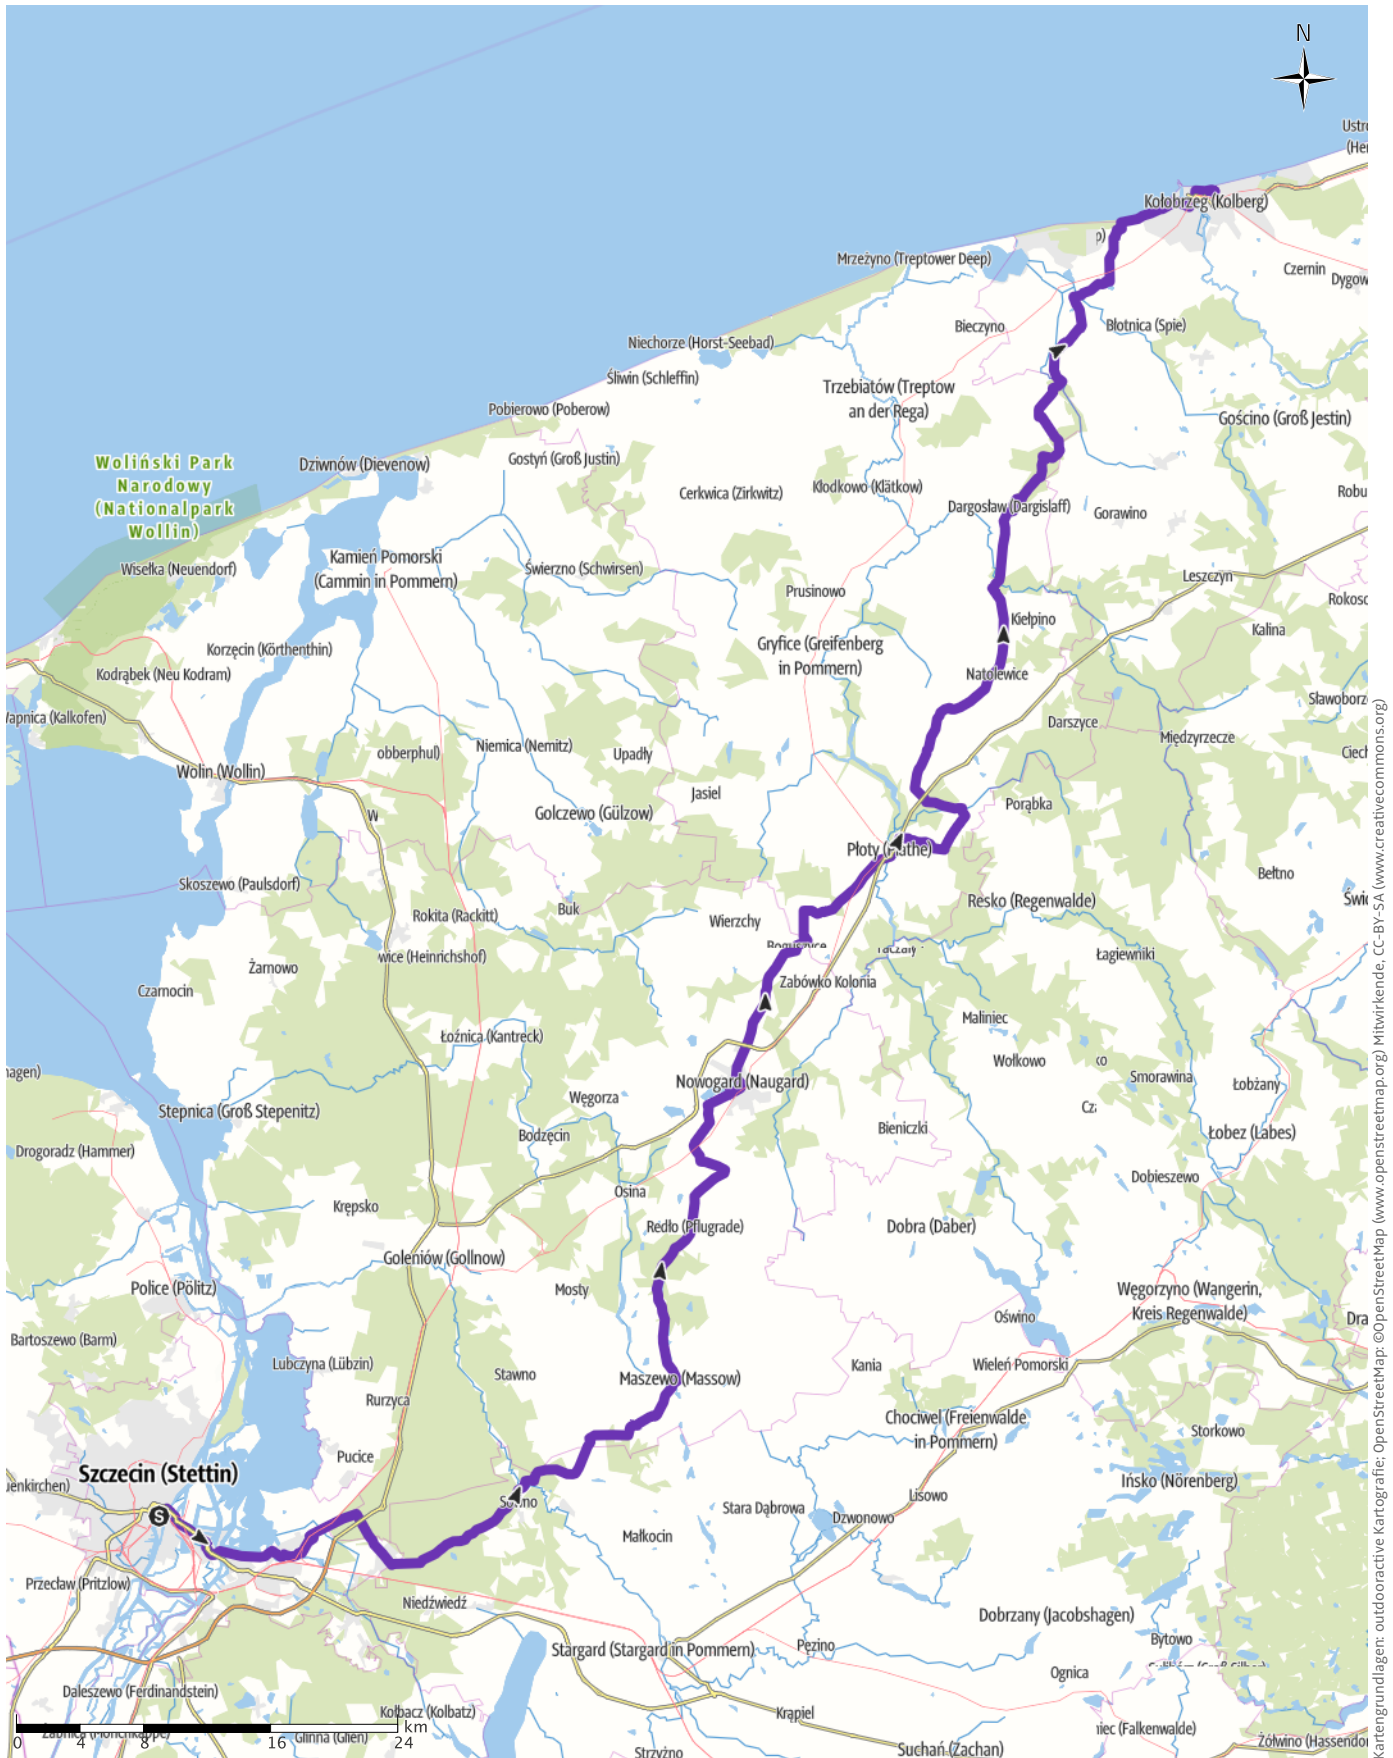 N
Kołobrzeg (Kolberg)
Mrzeżyno (Treptower Deep)
Czernin
Bieczyno
Błotnica (Spie)
Niechorze (Horst-Seebad)
Śliwin (Schleffin)
Trzebiatów (Treptow
an der Rega)
Pobierowo (Poberow)
Gościno (Groß Jestin)
Woliński Park
Narodowy
(Nationalpark
Wollin)
Dziwnów (Dievenow)
Gostyń (Groß Justin)
Cerkwica (Zirkwitz)
Kłodkowo (Klätkow)
Dargosław (Dargislaff)
Gorawino
Kamień Pomorski
(Cammin in Pommern)
Wisełka (Neuendorf)
Świerzno (Schwirsen)
Prusinowo
Leszczyn
Kiełpino
Kalina
Korzęcin (Körthenthin)
Gryfice (Greifenberg
in Pommern)
Kodrąbek (Neu Kodram)
Natolewice
Darszyce
Międzyrzecze
Niemica (Nemitz)
Upadły
obberphul)
Wolin (Wollin)
Jasiel
Golczewo (Gülzow)
Porąbka
Płoty (Plathe)
Skoszewo (Paulsdorf)
Bełtno
Rokita (Rackitt)
Buk
Wierzchy
Resko (Regenwalde)
Boguszyce
wice (Heinrichshof)
Łagiewniki
Żarnowo
Zabówko Kolonia
Czarnocin
Maliniec
Łoźnica (Kantreck)
Wołkowo
Smorawina
Łobżany
Nowogard (Naugard)
Węgorza
Stepnica (Groß Stepenitz)
Bodzęcin
Bieniczki
Łobez (Labes)
Drogoradz (Hammer)
Dobieszewo
Osina
Krępsko
Redło (Pflugrade)
Dobra (Daber)
Goleniów (Gollnow)
Police (Pölitz)
Mosty
Węgorzyno (Wangerin,
Kreis Regenwalde)
Oświno
Bartoszewo (Barm)
Lubczyna (Lübzin)
Kania
Wieleń Pomorski
Stawno
Maszewo (Massow)
Rurzyca
Chociwel (Freienwalde
in Pommern)
Storkowo
Pucice
Szczecin (Stettin)
Ińsko (Nörenberg)
Lisowo
Sowno
Stara Dąbrowa
Dzwonowo
S
Małkocin
Przecław (Pritzlow)
Niedźwiedź
Dobrzany (Jacobshagen)
Bytowo
Stargard (Stargard in Pommern)
Pęzino
Ognica
Daleszewo (Ferdinandstein)
Kołbacz (Kolbatz)
Krąpiel
Glinna (Glien)
Strzyżno
Suchań (Zachan)
0 4 8 16 24 km
artengrundlagen: outdooractive Kartografie; OpenStreetMap: ©OpenStreetMap (www.openstreetmap.org) Mitwirkende, CC-BY-SA (www.creativecommons.org)